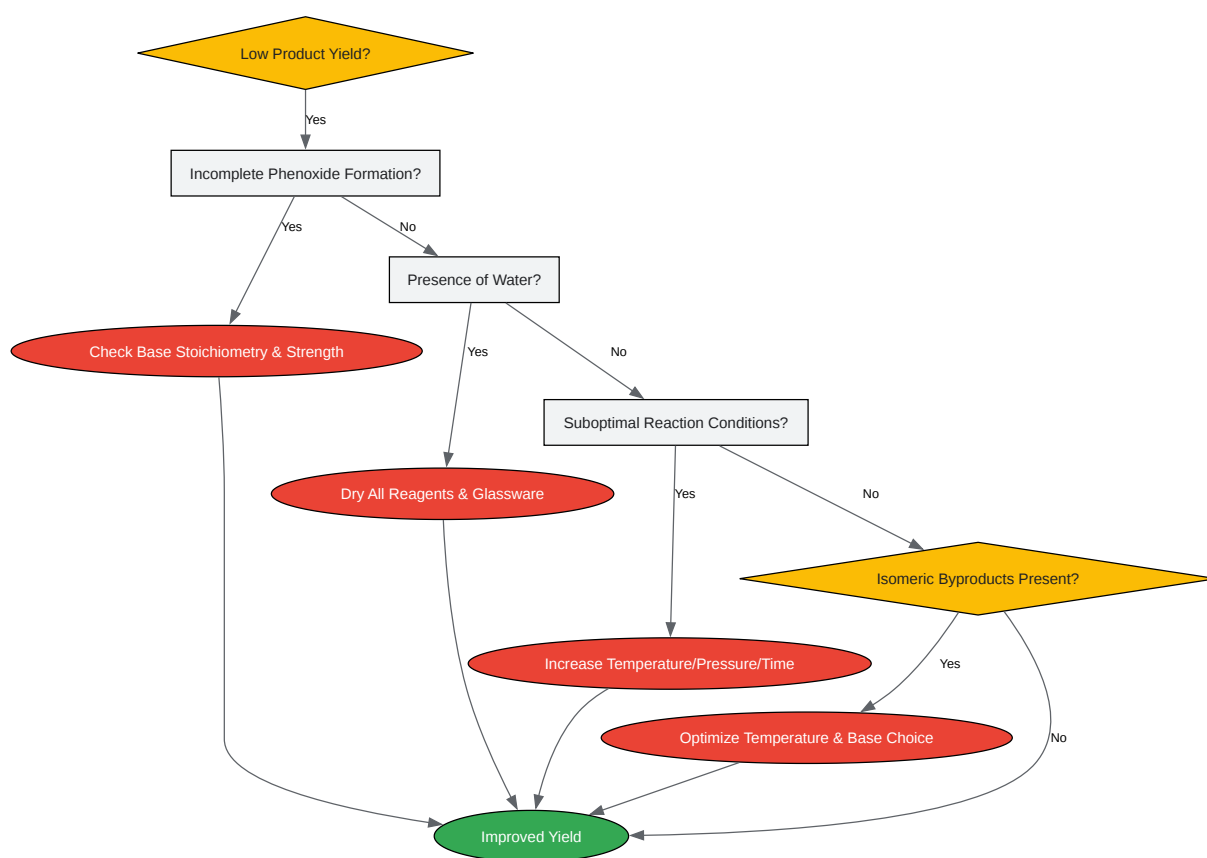 Low Product Yield?
Yes
Incomplete Phenoxide Formation?
Yes
No
Presence of Water?
Check Base Stoichiometry & Strength
Yes
No
Suboptimal Reaction Conditions?
Dry All Reagents & Glassware
Yes
No
Isomeric Byproducts Present?
Increase Temperature/Pressure/Time
Yes
Optimize Temperature & Base Choice
No
Improved Yield